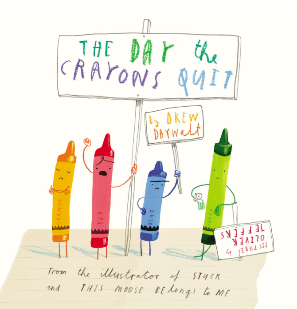 THE DAY the
CRAYONS QUIT
by DREW
DAYWALT
PICTURES by
OLIVER
JEFFERS
From the illustrator of STUCK
and THIS MOOSE BELONGS to ME